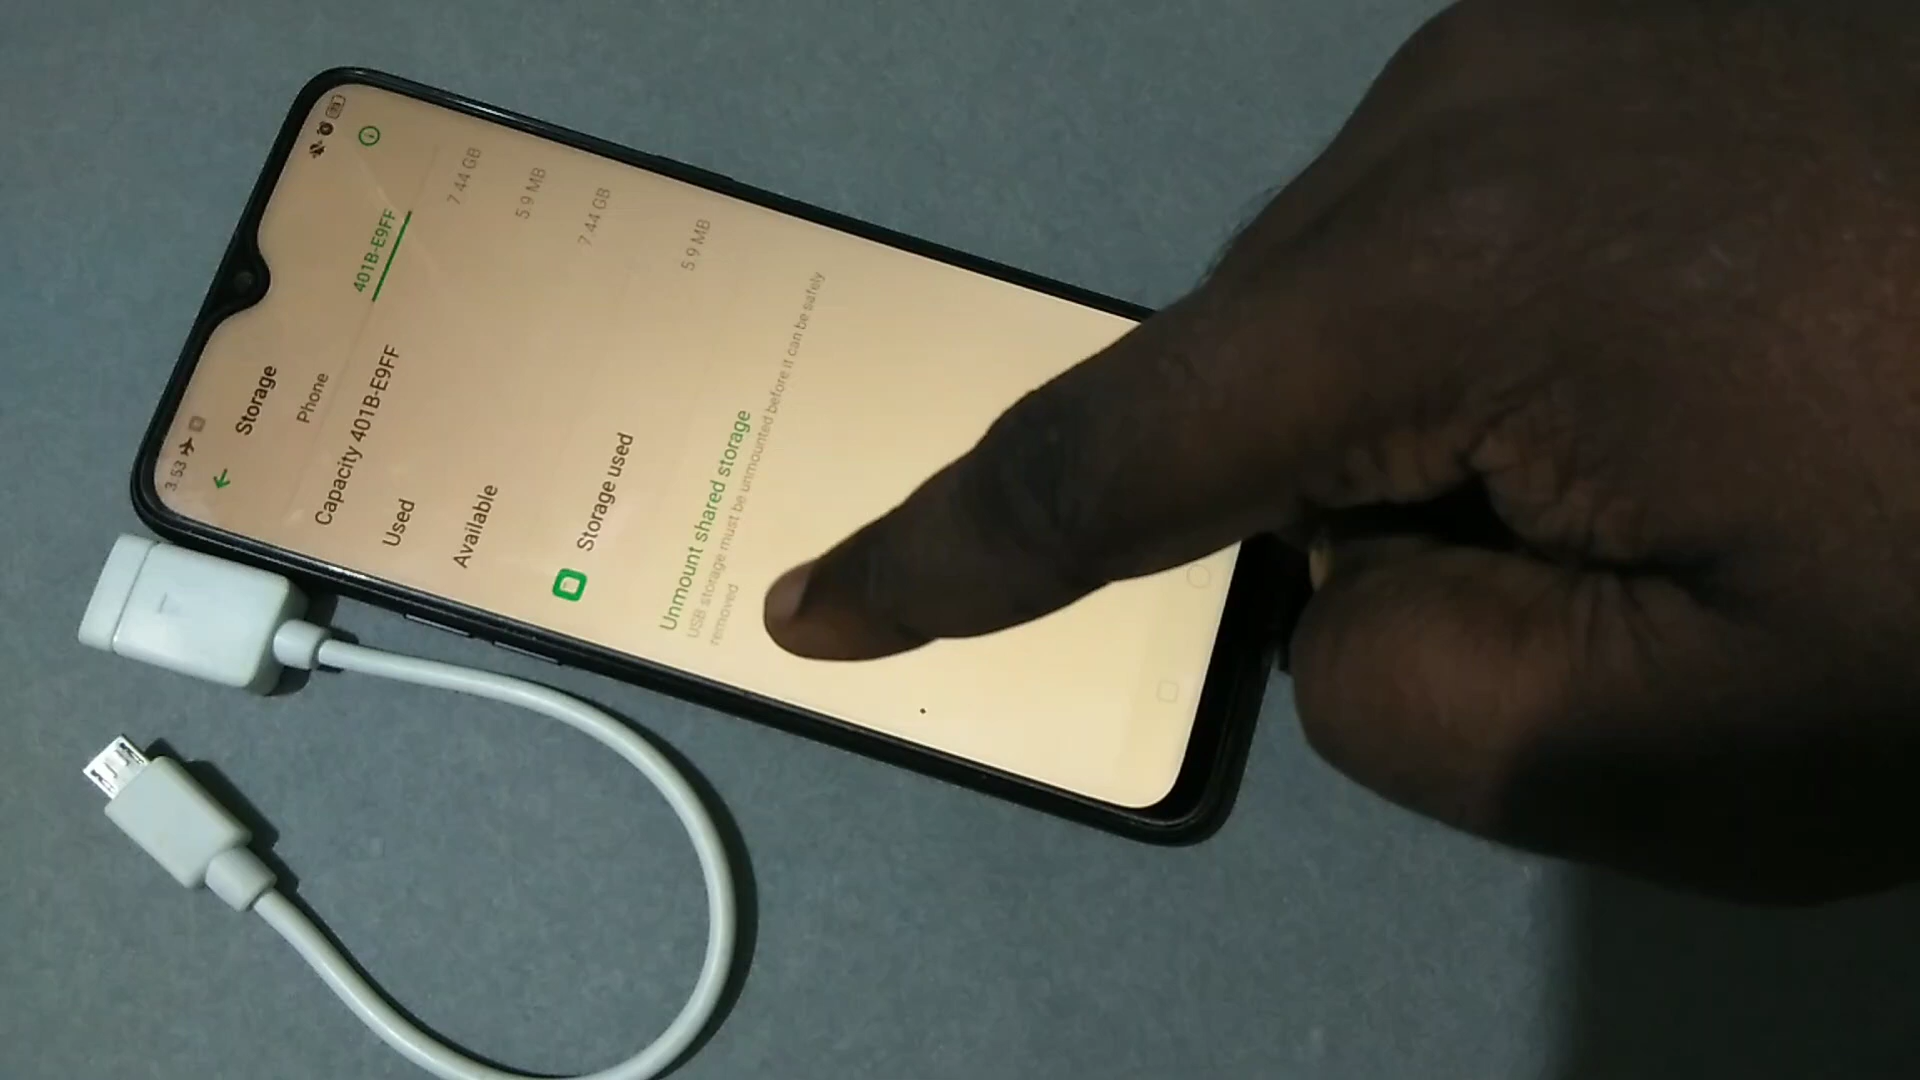 3:53
Storage
Phone 401B-E9FF
Capacity 401B-E9FF 7.44 GB
Used 5.9 MB
Available 7.44 GB
Storage used 5.9 MB
Unmount shared storage
USB storage must be unmounted before it can be safely
removed